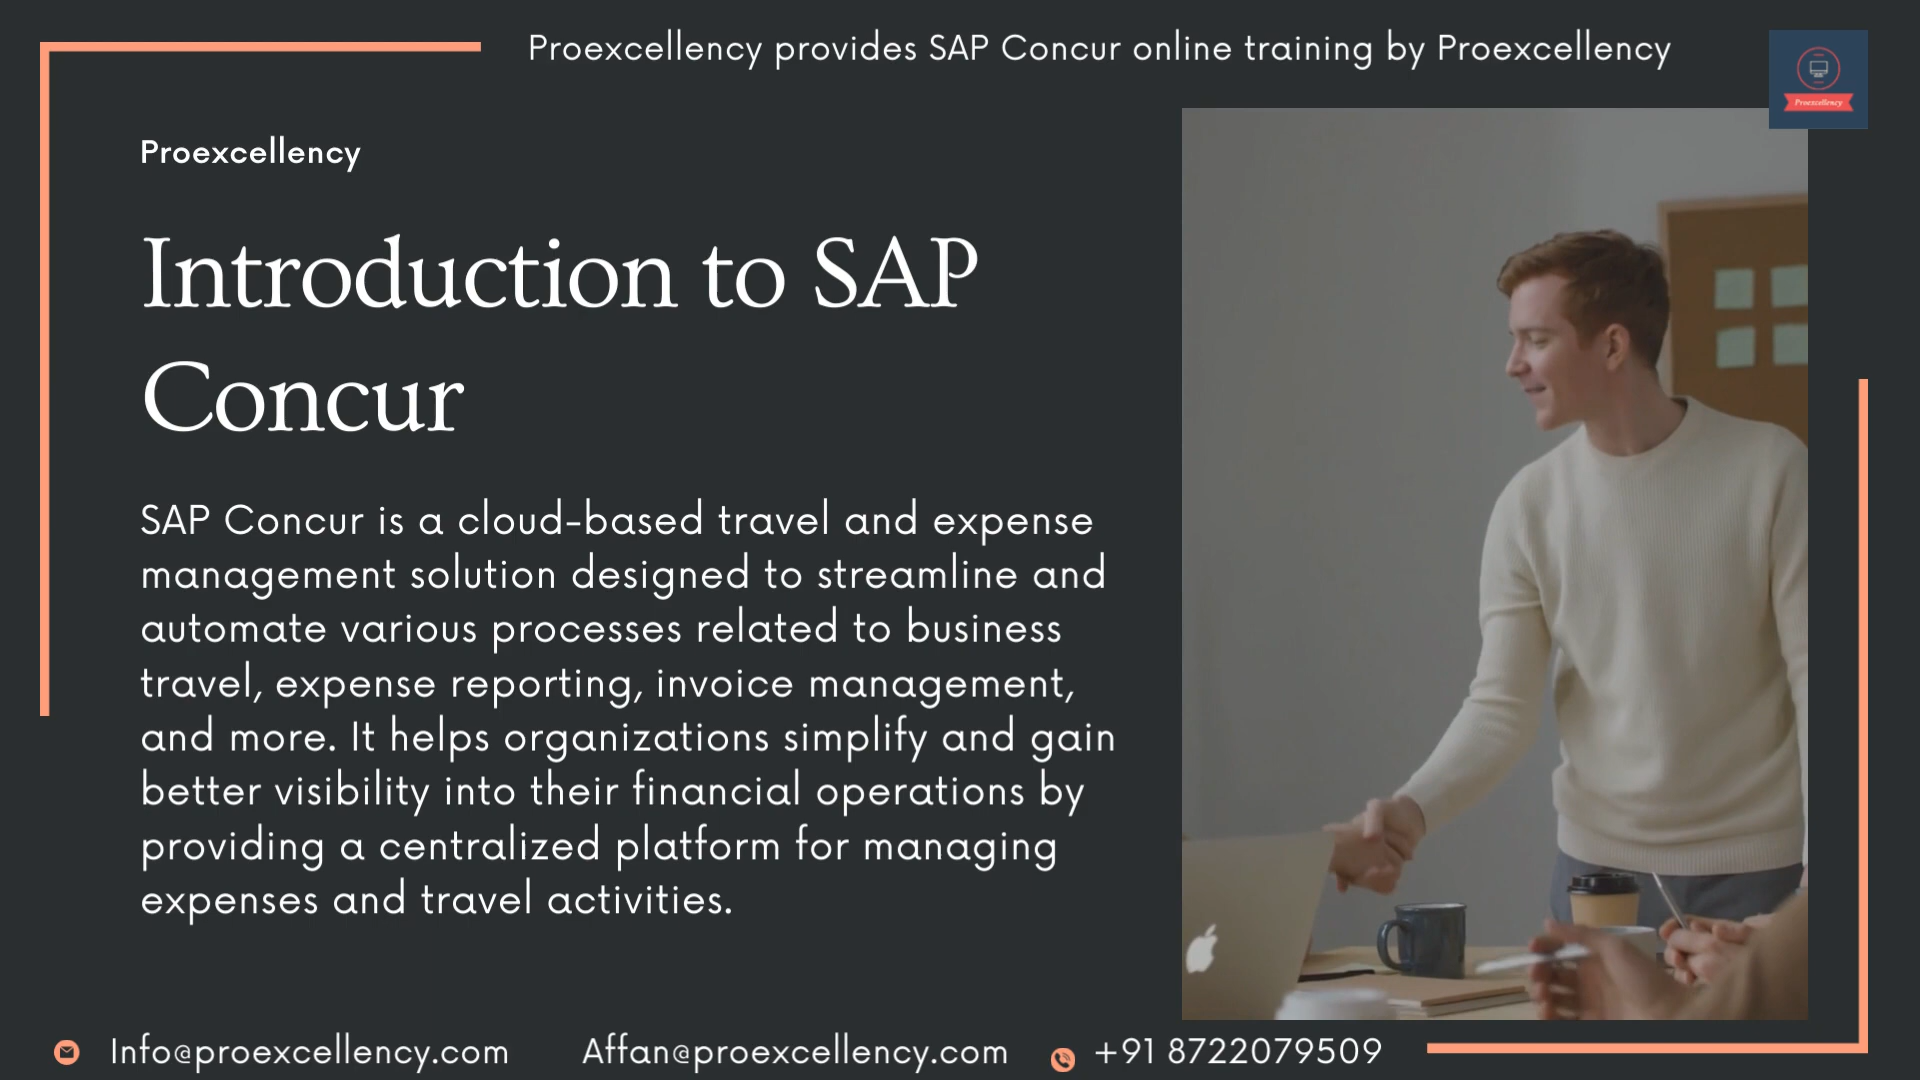 Proexcellency provides SAP Concur online training by Proexcellency
Proexcellency
Proexcellency
Introduction to SAP
Concur
SAP Concur is a cloud-based travel and expense
management solution designed to streamline and
automate various processes related to business
travel, expense reporting, invoice management,
and more. It helps organizations simplify and gain
better visibility into their financial operations by
providing a centralized platform for managing
expenses and travel activities.
Info@proexcellency.com Affan@proexcellency.com +91 8722079509